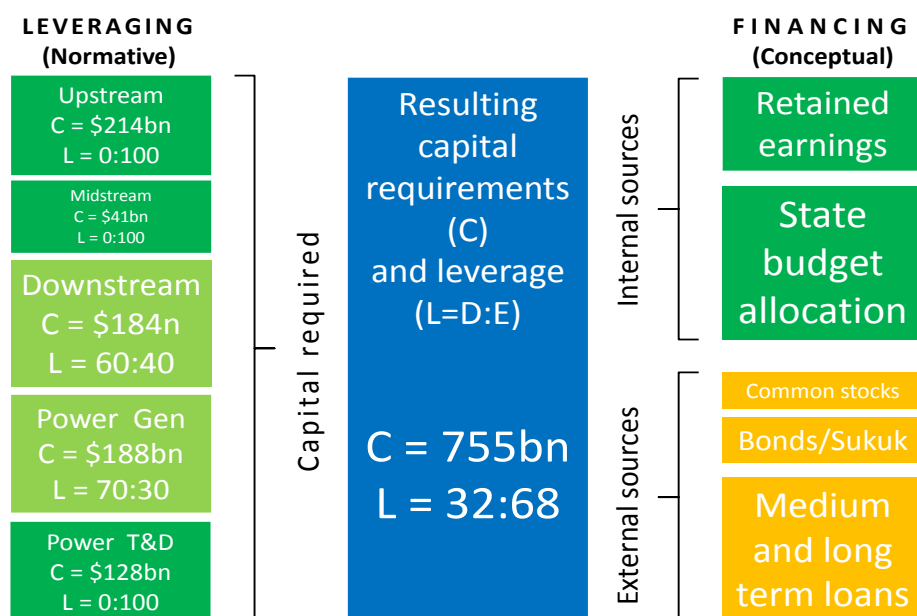 LEVERAGING
(Normative)
Upstream
C = $214bn
L = 0:100
Midstream
C = $41bn
L = 0:100
Downstream
C = $184n
L = 60:40
Power Gen
C = $188bn
L = 70:30
Power T&D
C = $128bn
L = 0:100
Capital required
Resulting
capital
requirements
(C)
and leverage
(L=D:E)
C = 755bn
L = 32:68
Internal sources
External sources
FINANCING
(Conceptual)
Retained
earnings
State
budget
allocation
Common stocks
Bonds/Sukuk
Medium
and long
term loans